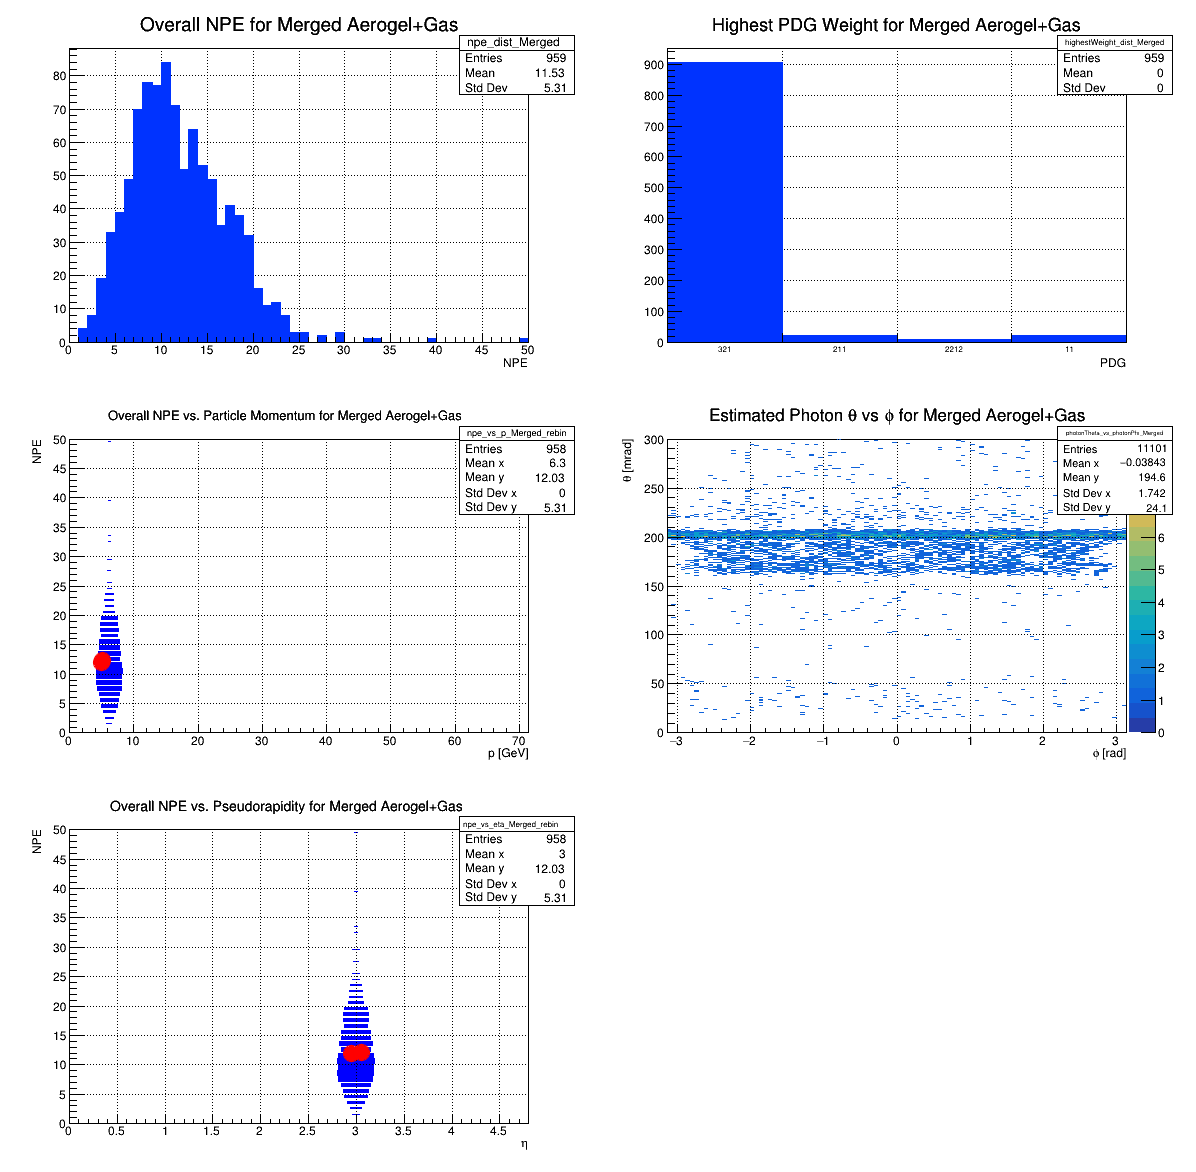 Overall NPE for Merged Aerogel+Gas
npe_dist_Merged
Entries 959
Mean 11.53
Std Dev 5.31
80
70
60
50
40
30
20
10
0
0 5 10 15 20 25 30 35 40 45 50
NPE
Highest PDG Weight for Merged Aerogel+Gas
highestWeight_dist_Merged
Entries 959
Mean 0
Std Dev 0
900
800
700
600
500
400
300
200
100
0
321 211 2212 11
PDG
Overall NPE vs. Particle Momentum for Merged Aerogel+Gas
NPE
npe_vs_p_Merged_rebin
Entries 958
Mean x 6.3
Mean y 12.03
Std Dev x 0
Std Dev y 5.31
50
45
40
35
30
25
20
15
10
5
0
0 10 20 30 40 50 60 70
p [GeV]
Estimated Photon θ vs ϕ for Merged Aerogel+Gas
θ [mrad]
photonTheta_vs_photonPhi_Merged
Entries 11101
Mean x −0.03843
Mean y 194.6
Std Dev x 1.742
Std Dev y 24.1
300
250
200
150
100
50
0
−3 −2 −1 0 1 2 3
ϕ [rad]
6
5
4
3
2
1
0
Overall NPE vs. Pseudorapidity for Merged Aerogel+Gas
NPE
npe_vs_eta_Merged_rebin
Entries 958
Mean x 3
Mean y 12.03
Std Dev x 0
Std Dev y 5.31
50
45
40
35
30
25
20
15
10
5
0
0 0.5 1 1.5 2 2.5 3 3.5 4 4.5
η